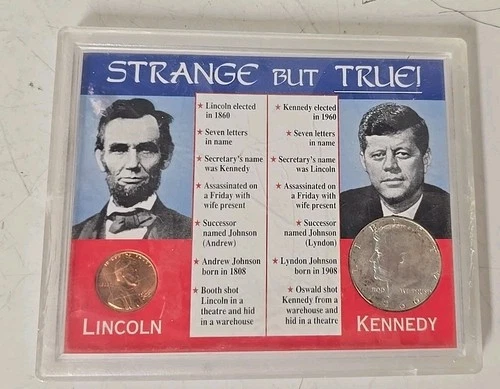 STRANGE BUT TRUE!
★ Lincoln elected
in 1860
★ Seven letters
in name
★ Secretary's name
was Kennedy
★ Assassinated on
a Friday with
wife present
★ Successor
named Johnson
(Andrew)
★ Andrew Johnson
born in 1808
★ Booth shot
Lincoln in a
theatre and hid
in a warehouse
★ Kennedy elected
in 1960
★ Seven letters
in name
★ Secretary's name
was Lincoln
★ Assassinated on
a Friday with
wife present
★ Successor
named Johnson
(Lyndon)
★ Lyndon Johnson
born in 1908
★ Oswald shot
Kennedy from a
warehouse and
hid in a theatre
LINCOLN
KENNEDY